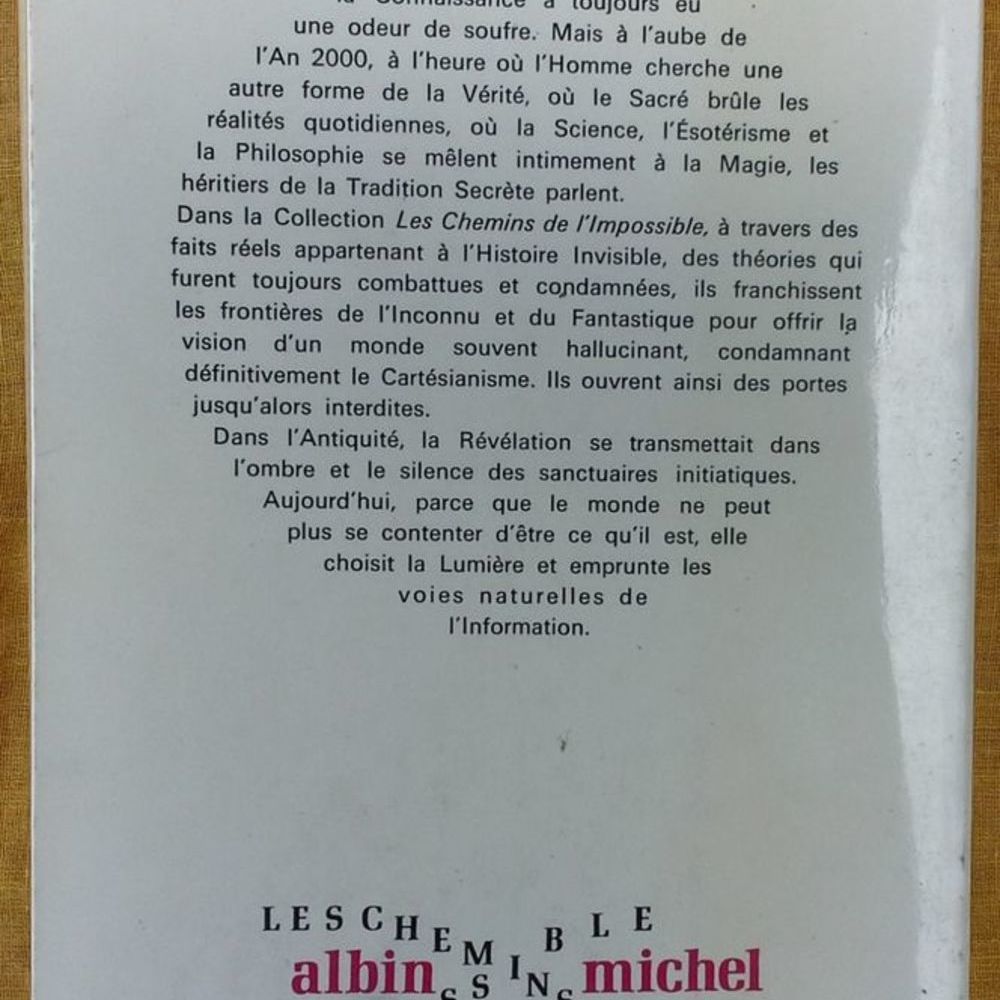 la Connaissance a toujours eu
une odeur de soufre. Mais à l'aube de
l'An 2000, à l'heure où l'Homme cherche une
autre forme de la Vérité, où le Sacré brûle les
réalités quotidiennes, où la Science, l'Ésotérisme et
la Philosophie se mêlent intimement à la Magie, les
héritiers de la Tradition Secrète parlent.
Dans la Collection Les Chemins de l'Impossible, à travers des
faits réels appartenant à l'Histoire Invisible, des théories qui
furent toujours combattues et condamnées, ils franchissent
les frontières de l'Inconnu et du Fantastique pour offrir la
vision d'un monde souvent hallucinant, condamnant
définitivement le Cartésianisme. Ils ouvrent ainsi des portes
jusqu'alors interdites.
Dans l'Antiquité, la Révélation se transmettait dans
l'ombre et le silence des sanctuaires initiatiques.
Aujourd'hui, parce que le monde ne peut
plus se contenter d'être ce qu'il est, elle
choisit la Lumière et emprunte les
voies naturelles de
l'Information.
LES CHEMINS
BLE
albin michel